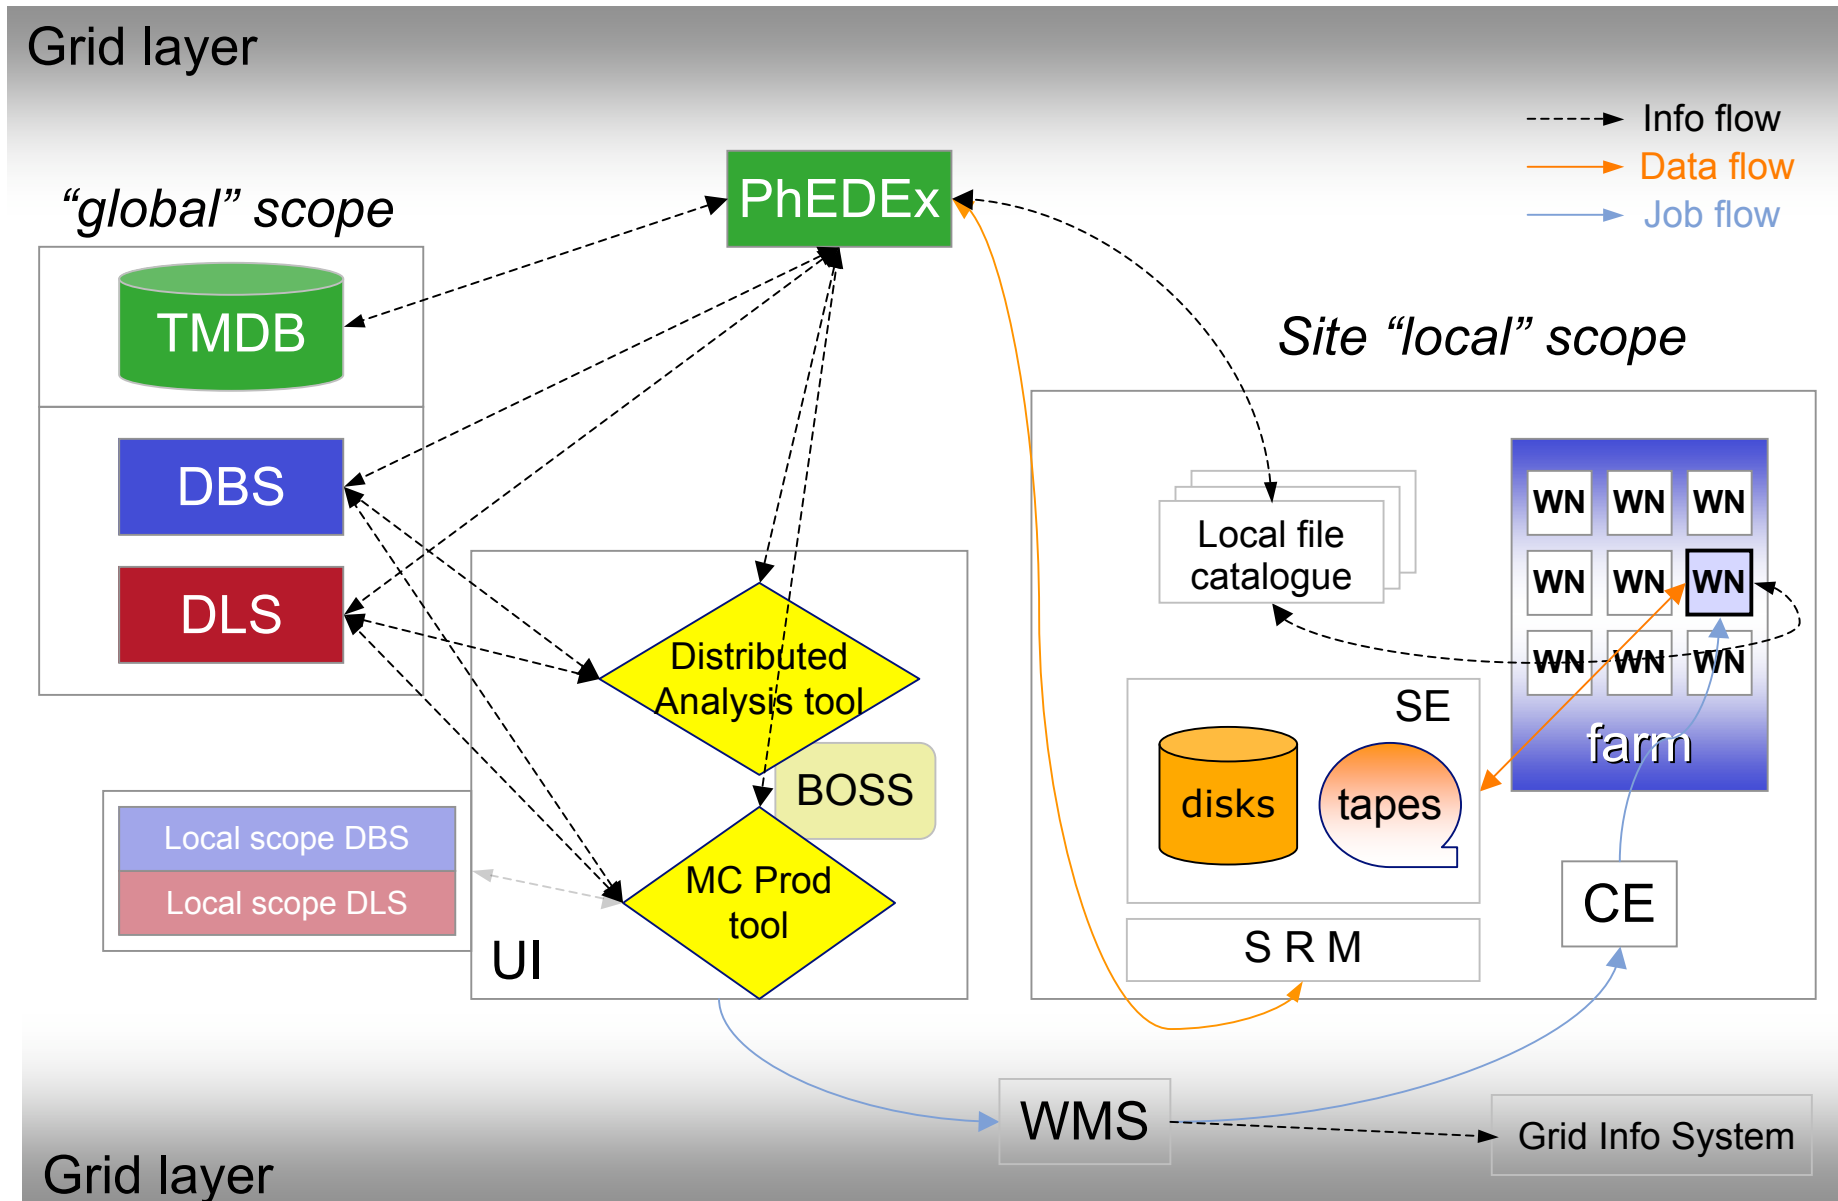 Grid layer
Info flow
Data flow
Job flow
PhEDEx
“global” scope
TMDB
DBS
DLS
Site “local” scope
Local file
catalogue
WN WN WN
WN WN WN
WN WN WN
farm
SE
disks
tapes
S R M
CE
Distributed
Analysis tool
BOSS
MC Prod
tool
UI
Local scope DBS
Local scope DLS
WMS
Grid Info System
Grid layer